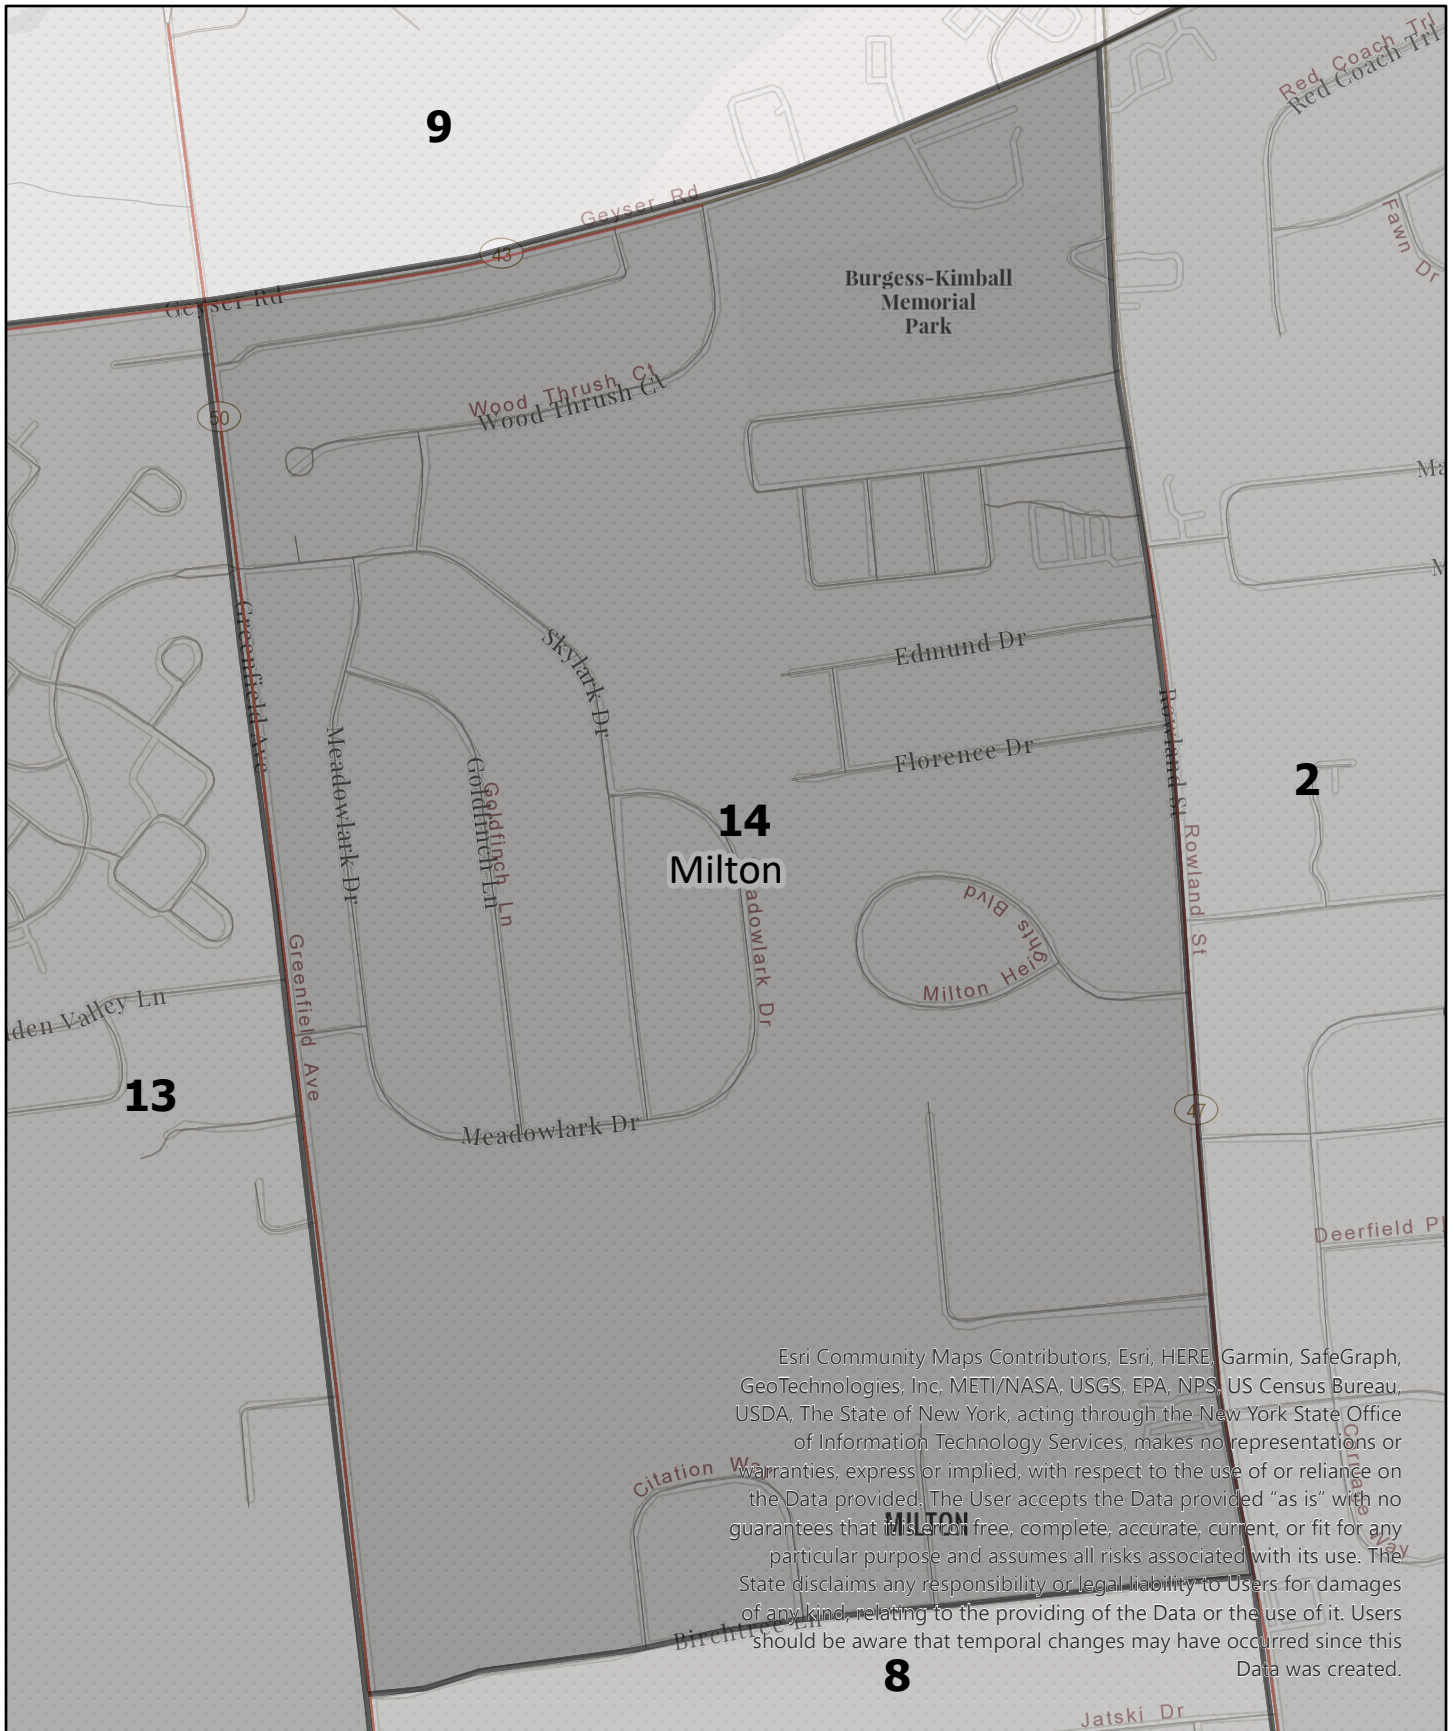 Red Coach Trl
Red Coach Trl
9
Geyser Rd
Fawn Dr
43
Burgess-Kimball
Memorial
Park
Geyser Rd
Wood Thrush Ct
Wood Thrush Ct
50
Edmund Dr
Skylark Dr
Greenfield Ave
Rowland St
Meadowlark Dr
Florence Dr
Goldfinch Ln
Goldfinch Ln
2
14
Milton
Rowland St
adowlark Dr
Milton Heights Blvd
Greenfield Ave
den Valley Ln
13
47
Meadowlark Dr
Deerfield Pl
Esri Community Maps Contributors, Esri, HERE, Garmin, SafeGraph,
GeoTechnologies, Inc, METI/NASA, USGS, EPA, NPS, US Census Bureau,
USDA, The State of New York, acting through the New York State Office
of Information Technology Services, makes no representations or
warranties, express or implied, with respect to the use of or reliance on
the Data provided. The User accepts the Data provided “as is” with no
guarantees that it is error free, complete, accurate, current, or fit for any
particular purpose and assumes all risks associated with its use. The
State disclaims any responsibility or legal liability to Users for damages
of any kind, relating to the providing of the Data or the use of it. Users
should be aware that temporal changes may have occurred since this
Data was created.
Citation Wa
Carriage Way
MILTON
Birchtree Ln
8
Jatski Dr